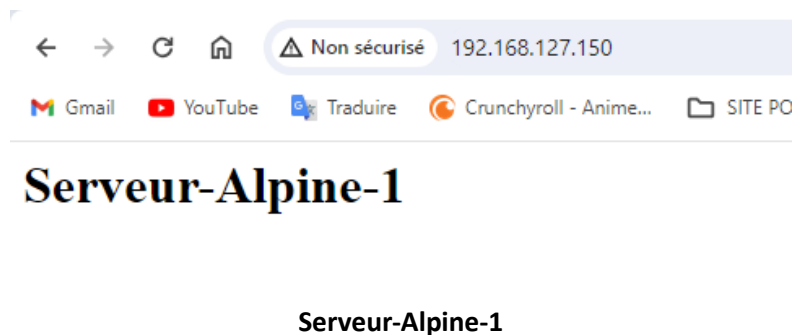 Non sécurisé 192.168.127.150
Gmail YouTube Traduire Crunchyroll - Anime... SITE PO
Serveur-Alpine-1
Serveur-Alpine-1